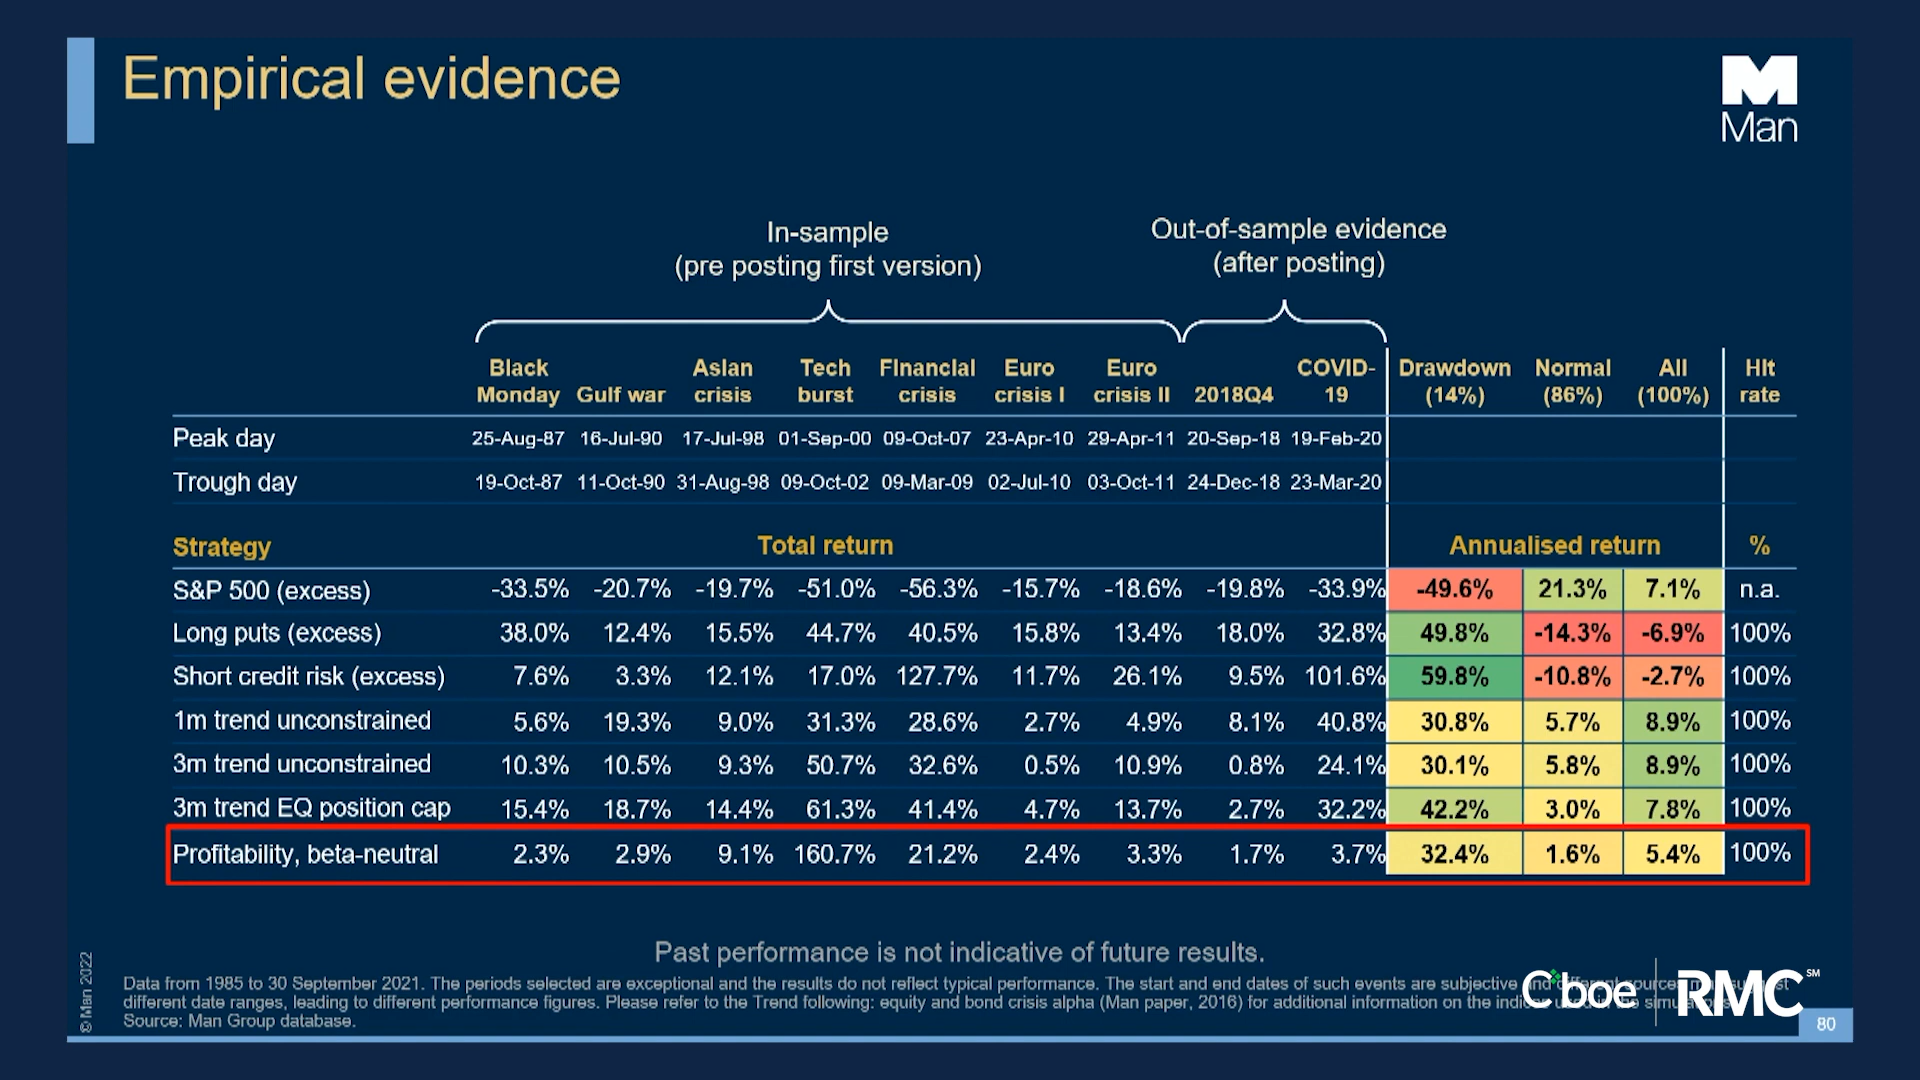 Empirical evidence
M
Man
In-sample
(pre posting first version)
Out-of-sample evidence
(after posting)
Black Monday Gulf war Asian crisis Tech burst Financial crisis Euro crisis I Euro crisis II 2018Q4 COVID-19 Drawdown (14%) Normal (86%) All (100%) Hit rate
Peak day 25-Aug-87 16-Jul-90 17-Jul-98 01-Sep-00 09-Oct-07 23-Apr-10 29-Apr-11 20-Sep-18 19-Feb-20
Trough day 19-Oct-87 11-Oct-90 31-Aug-98 09-Oct-02 09-Mar-09 02-Jul-10 03-Oct-11 24-Dec-18 23-Mar-20
Strategy Total return Annualised return %
S&P 500 (excess) -33.5% -20.7% -19.7% -51.0% -56.3% -15.7% -18.6% -19.8% -33.9% -49.6% 21.3% 7.1% n.a.
Long puts (excess) 38.0% 12.4% 15.5% 44.7% 40.5% 15.8% 13.4% 18.0% 32.8% 49.8% -14.3% -6.9% 100%
Short credit risk (excess) 7.6% 3.3% 12.1% 17.0% 127.7% 11.7% 26.1% 9.5% 101.6% 59.8% -10.8% -2.7% 100%
1m trend unconstrained 5.6% 19.3% 9.0% 31.3% 28.6% 2.7% 4.9% 8.1% 40.8% 30.8% 5.7% 8.9% 100%
3m trend unconstrained 10.3% 10.5% 9.3% 50.7% 32.6% 0.5% 10.9% 0.8% 24.1% 30.1% 5.8% 8.9% 100%
3m trend EQ position cap 15.4% 18.7% 14.4% 61.3% 41.4% 4.7% 13.7% 2.7% 32.2% 42.2% 3.0% 7.8% 100%
Profitability, beta-neutral 2.3% 2.9% 9.1% 160.7% 21.2% 2.4% 3.3% 1.7% 3.7% 32.4% 1.6% 5.4% 100%
Past performance is not indicative of future results.
Data from 1985 to 30 September 2021. The periods selected are exceptional and the results do not reflect typical performance. The start and end dates of such events are subjective
different date ranges, leading to different performance figures. Please refer to the Trend following: equity and bond crisis alpha (Man paper, 2016) for additional information on the
Source: Man Group database.
© Man 2022
Cboe RMC℠
80